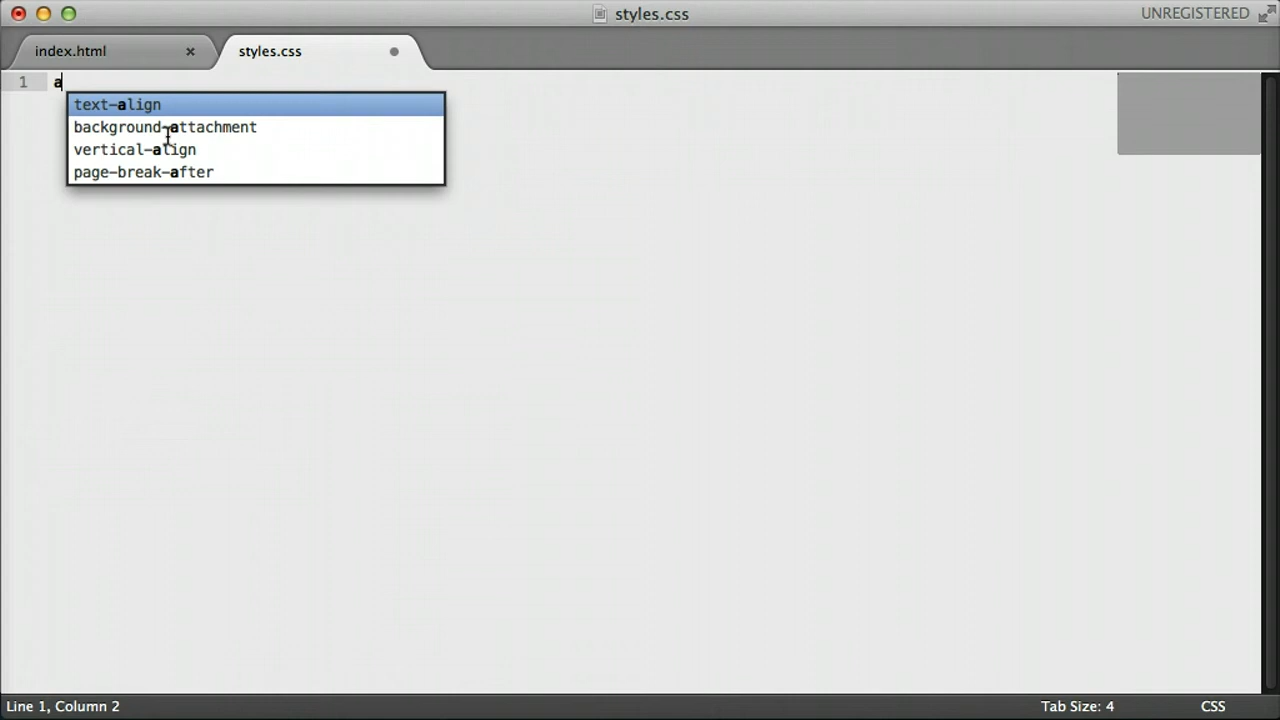 styles.css
UNREGISTERED
index.html
styles.css
1 a
text-align
background-attachment
vertical-align
page-break-after
Line 1, Column 2
Tab Size: 4
CSS